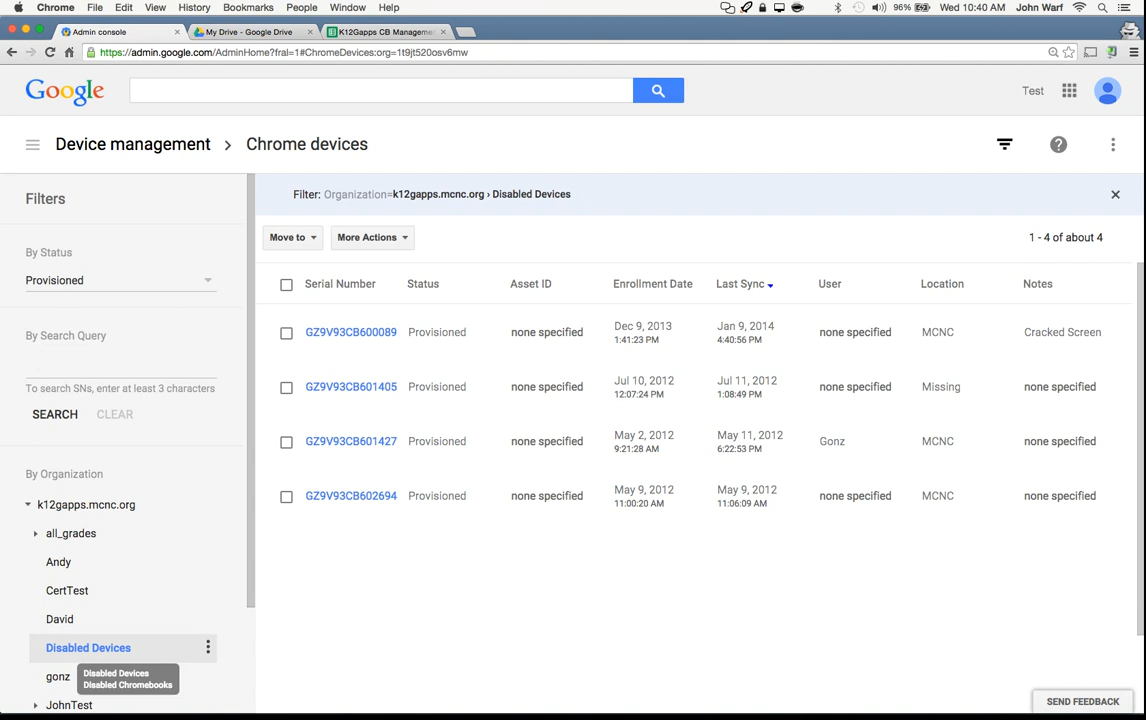 Chrome File Edit View History Bookmarks People Window Help 96% Wed 10:40 AM John Warf
Admin console My Drive - Google Drive K12Gapps CB Manageme
https://admin.google.com/AdminHome?fral=1#ChromeDevices:org=1t9jt520osv6mw
Google Test
Device management Chrome devices
Filters
Filter: Organization=k12gapps.mcnc.org › Disabled Devices
Move to More Actions 1 - 4 of about 4
By Status
Provisioned
By Search Query
To search SNs, enter at least 3 characters
SEARCH CLEAR
By Organization
k12gapps.mcnc.org
all_grades
Andy
CertTest
David
Disabled Devices
gonz
Disabled Devices
Disabled Chromebooks
JohnTest
Serial Number Status Asset ID Enrollment Date Last Sync User Location Notes
GZ9V93CB600089 Provisioned none specified Dec 9, 2013 Jan 9, 2014 none specified MCNC Cracked Screen
1:41:23 PM 4:40:56 PM
GZ9V93CB601405 Provisioned none specified Jul 10, 2012 Jul 11, 2012 none specified Missing none specified
12:07:24 PM 1:08:49 PM
GZ9V93CB601427 Provisioned none specified May 2, 2012 May 11, 2012 Gonz MCNC none specified
9:21:28 AM 6:22:53 PM
GZ9V93CB602694 Provisioned none specified May 9, 2012 May 9, 2012 none specified MCNC none specified
11:00:20 AM 11:06:09 AM
SEND FEEDBACK